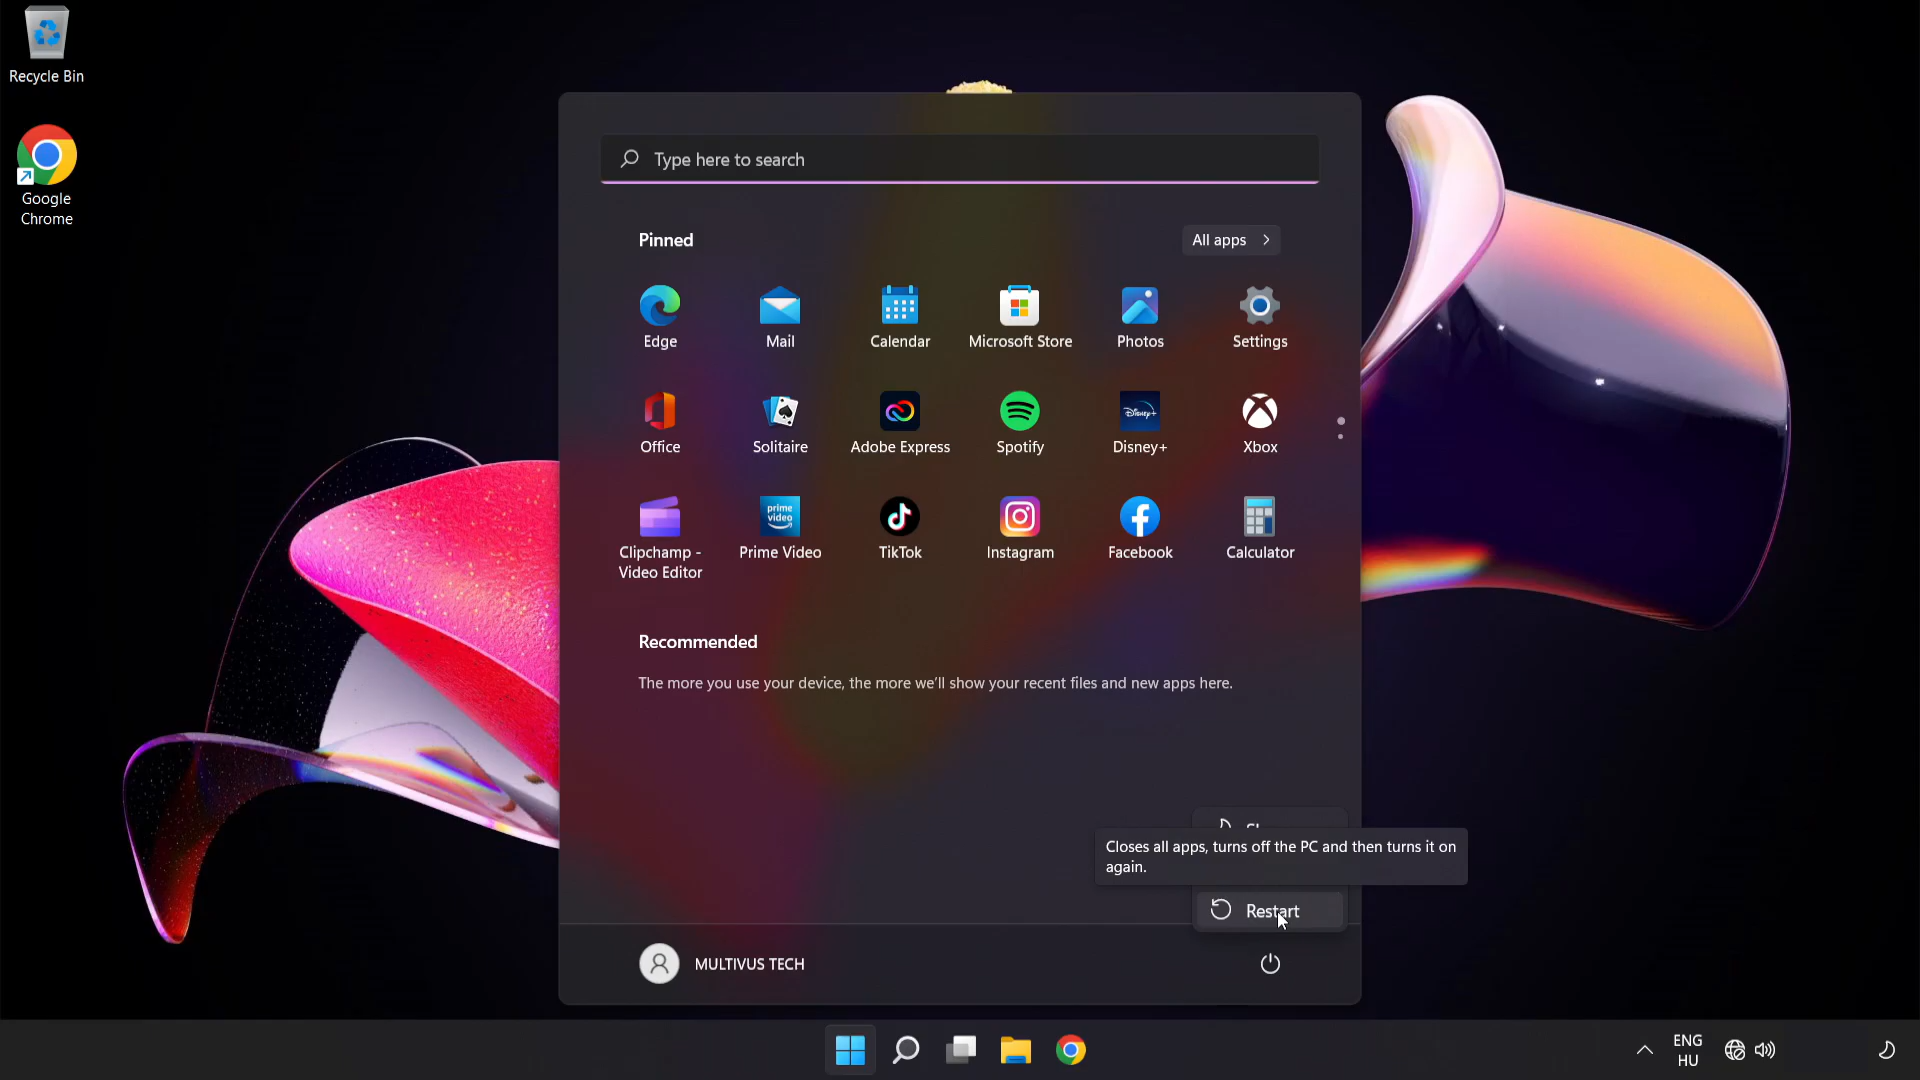 Recycle Bin
Google
Chrome
Type here to search
Pinned
All apps
Edge
Mail
Calendar
Microsoft Store
Photos
Settings
Office
Solitaire
Adobe Express
Spotify
Disney+
Xbox
Clipchamp -
Video Editor
prime
video
Prime Video
TikTok
Instagram
Facebook
Calculator
Recommended
The more you use your device, the more we'll show your recent files and new apps here.
Closes all apps, turns off the PC and then turns it on
again.
Restart
MULTIVUS TECH
ENG
HU